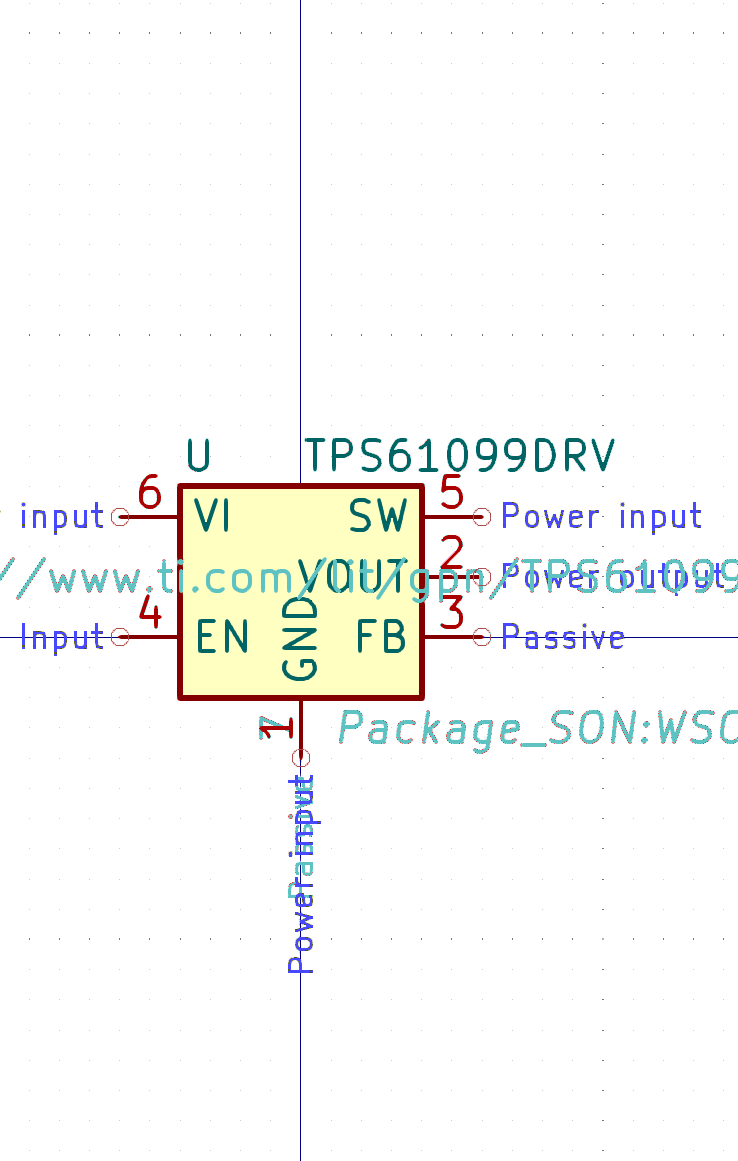 U TPS61099DRV
6 5
input VI SW Power input
2
//www.ti.com/lit/gpn/TPS61099
VOUT Power output
4 3
Input EN FB Passive
GND
1 7
Package_SON:WSO
Power input
Passive